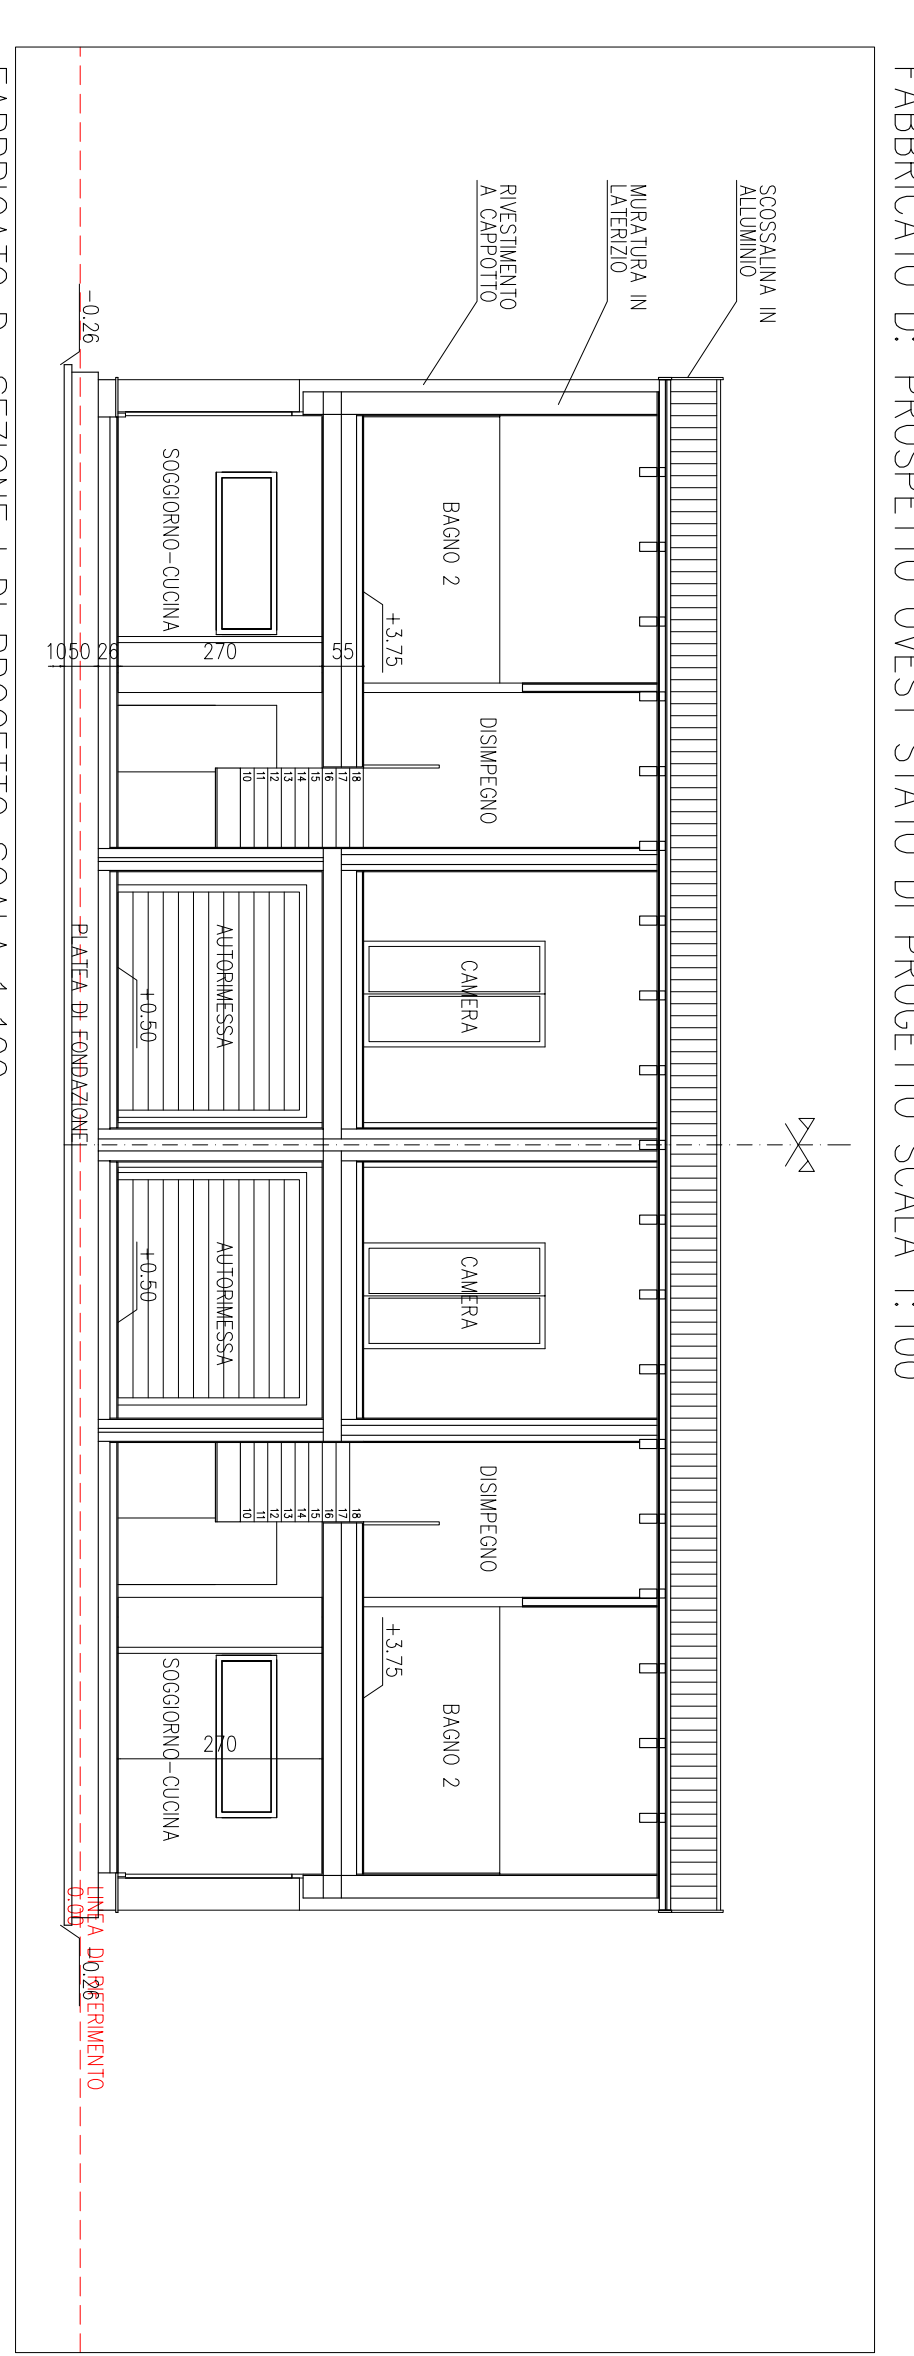 FABBRICATO D: PROSPETTO OVEST STATO DI PROGETTO SCALA 1:100
SCOSSALINA IN
ALLUMINIO
MURATURA IN
LATERIZIO
RIVESTIMENTO
A CAPPOTTO
BAGNO 2
DISIMPEGNO
CAMERA
CAMERA
DISIMPEGNO
BAGNO 2
+3.75
+3.75
18
17
16
15
14
13
12
11
10
18
17
16
15
14
13
12
11
10
55
270
26
50
10
270
SOGGIORNO-CUCINA
AUTORIMESSA
AUTORIMESSA
SOGGIORNO-CUCINA
+0.50
+0.50
-0.26
PLATEA DI FONDAZIONE
LINEA DI RIFERIMENTO
0.00
-0.26